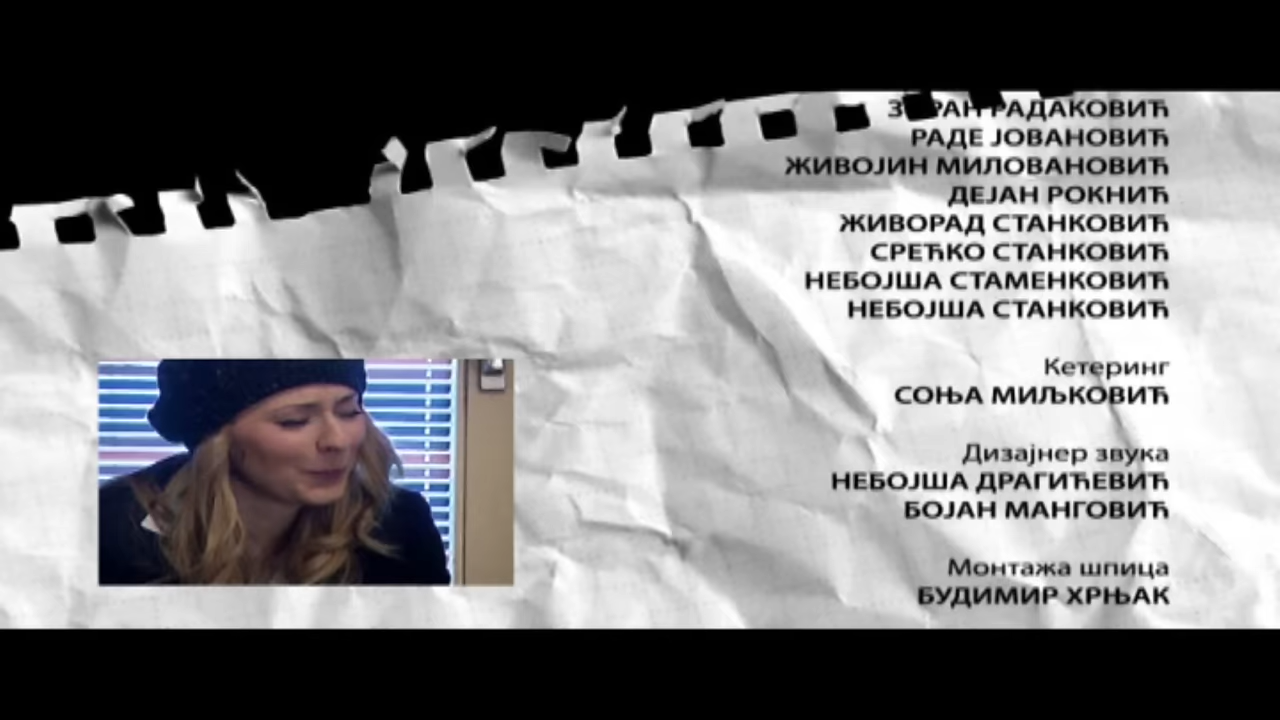 РАДАКОВИЋ
РАДЕ ЈОВАНОВИЋ
ЖИВОЈИН МИЛОВАНОВИЋ
ДЕЈАН РОКНИЋ
ЖИВОРАД СТАНКОВИЋ
СРЕЋКО СТАНКОВИЋ
НЕБОЈША СТАМЕНКОВИЋ
НЕБОЈША СТАНКОВИЋ
Кетеринг
СОЊА МИЉКОВИЋ
Дизајнер звука
НЕБОЈША ДРАГИЋЕВИЋ
БОЈАН МАНГОВИЋ
Монтажа шпица
БУДИМИР ХРЊАК